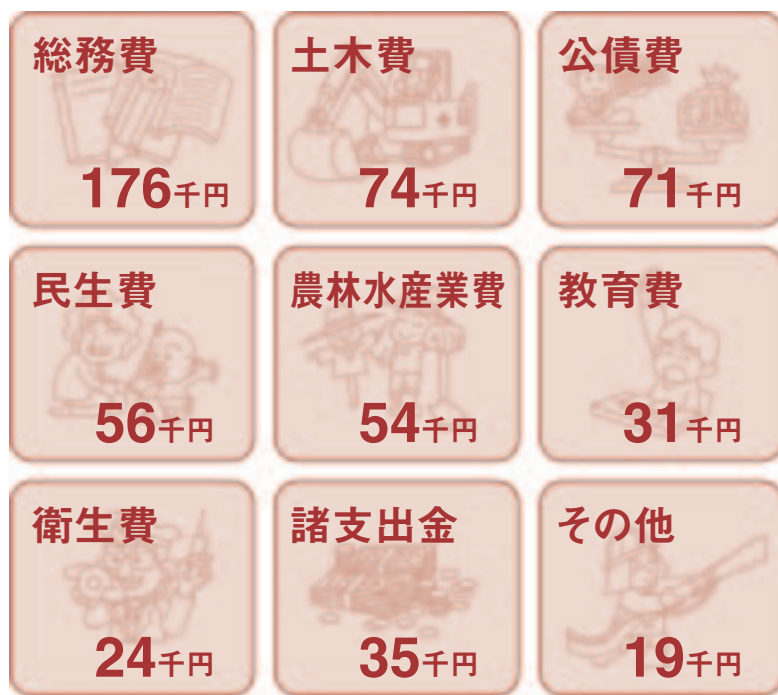 総務費
176千円
土木費
74千円
公債費
71千円
民生費
56千円
農林水産業費
54千円
教育費
31千円
衛生費
24千円
諸支出金
35千円
その他
19千円